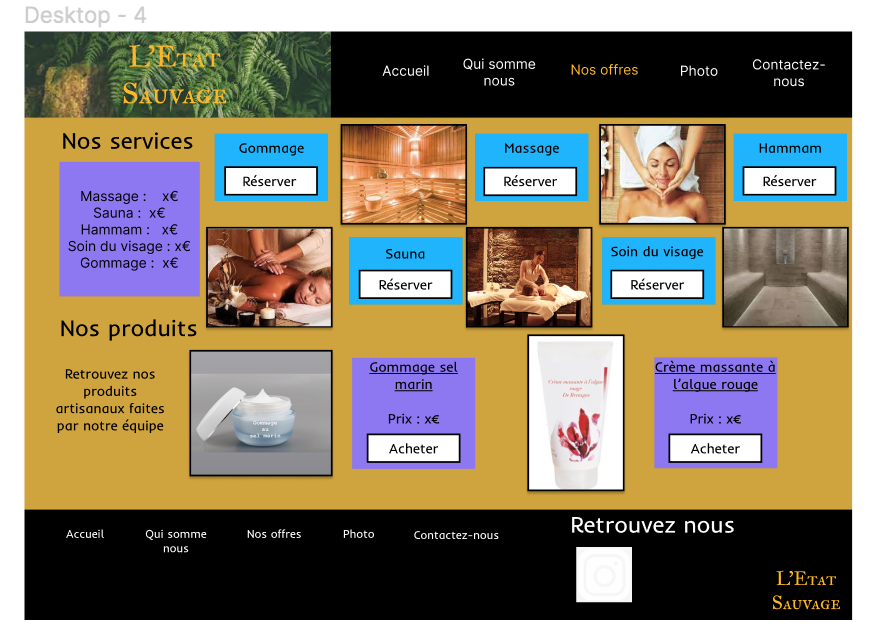 Desktop - 4
L'Etat
Sauvage
Accueil
Qui somme
nous
Nos offres
Photo
Contactez-
nous
Nos services
Massage : x€
Sauna : x€
Hammam : x€
Soin du visage : x€
Gommage : x€
Gommage
Réserver
Massage
Réserver
Hammam
Réserver
Sauna
Réserver
Soin du visage
Réserver
Nos produits
Retrouvez nos
produits
artisanaux faites
par notre équipe
Gommage
au
sel marin
Gommage sel
marin
Prix : x€
Acheter
Crème massante à l'algue
rouge
De Bretagne
Crème massante à
l'algue rouge
Prix : x€
Acheter
Accueil
Qui somme
nous
Nos offres
Photo
Contactez-nous
Retrouvez nous
L'Etat
Sauvage